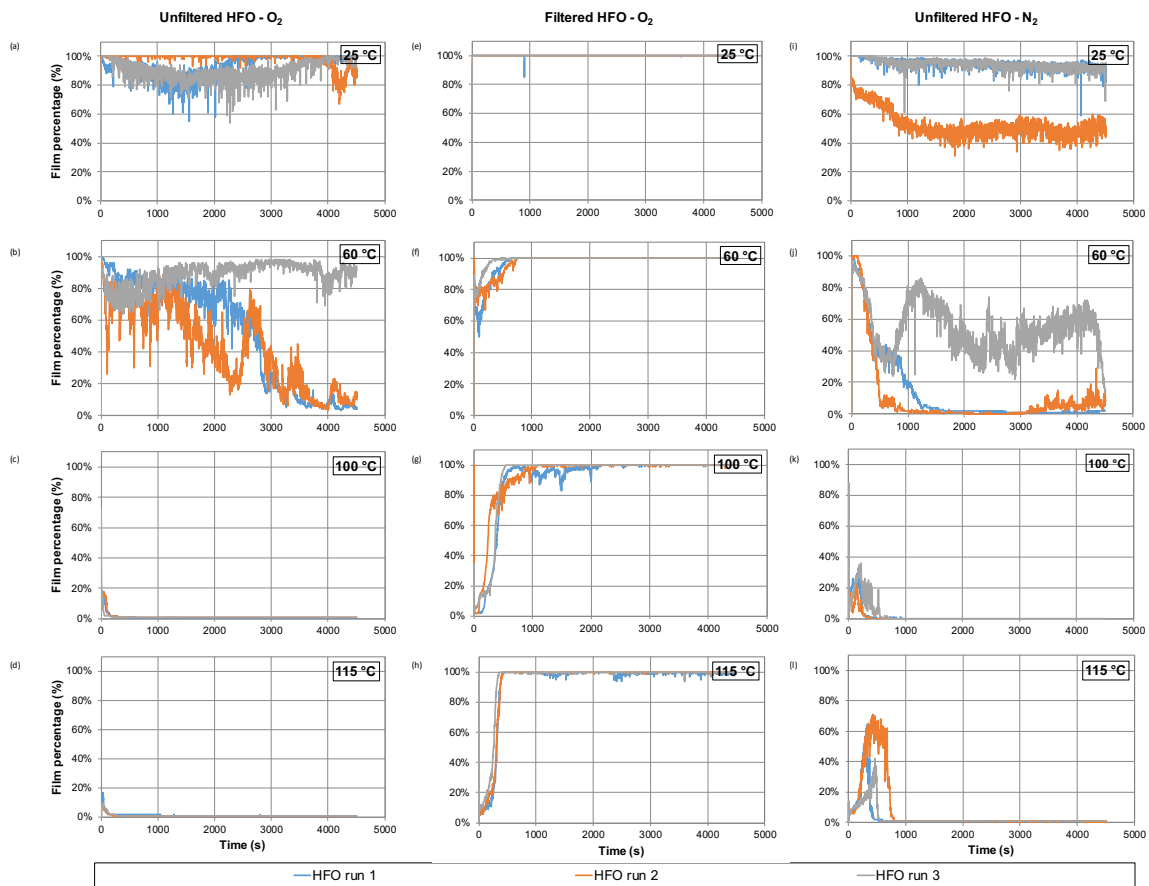 Unfiltered HFO - O2
Filtered HFO - O2
Unfiltered HFO - N2
(a)
25 °C
Film percentage (%)
100%
80%
60%
40%
20%
0%
0 1000 2000 3000 4000 5000
(e)
25 °C
100%
80%
60%
40%
20%
0%
0 1000 2000 3000 4000 5000
(i)
25 °C
100%
80%
60%
40%
20%
0%
0 1000 2000 3000 4000 5000
(b)
60 °C
Film percentage (%)
100%
80%
60%
40%
20%
0%
0 1000 2000 3000 4000 5000
(f)
60 °C
100%
80%
60%
40%
20%
0%
0 1000 2000 3000 4000 5000
(j)
60 °C
100%
80%
60%
40%
20%
0%
0 1000 2000 3000 4000 5000
(c)
100 °C
Film percentage (%)
100%
80%
60%
40%
20%
0%
0 1000 2000 3000 4000 5000
(g)
100 °C
100%
80%
60%
40%
20%
0%
0 1000 2000 3000 4000 5000
(k)
100 °C
100%
80%
60%
40%
20%
0%
0 1000 2000 3000 4000 5000
(d)
115 °C
Film percentage (%)
100%
80%
60%
40%
20%
0%
0 1000 2000 3000 4000 5000
Time (s)
(h)
115 °C
100%
80%
60%
40%
20%
0%
0 1000 2000 3000 4000 5000
Time (s)
(l)
115 °C
100%
80%
60%
40%
20%
0%
0 1000 2000 3000 4000 5000
Time (s)
HFO run 1
HFO run 2
HFO run 3